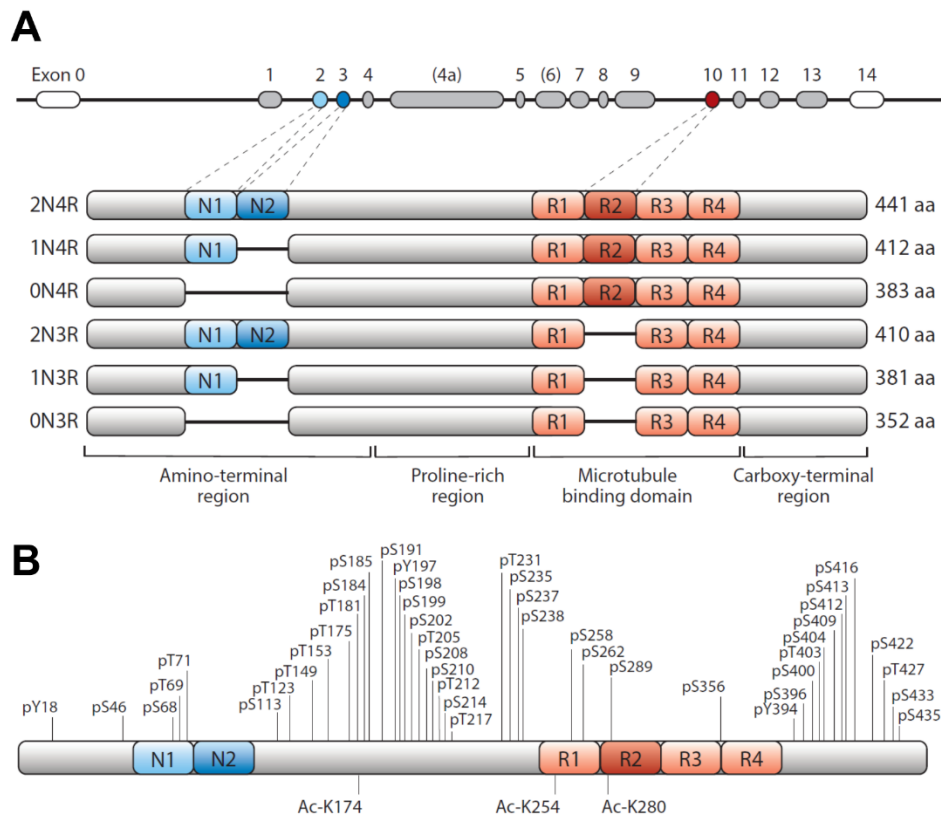 A
Exon 0 1 2 3 4 (4a) 5 (6) 7 8 9 10 11 12 13 14
2N4R N1 N2 R1 R2 R3 R4 441 aa
1N4R N1 R1 R2 R3 R4 412 aa
0N4R R1 R2 R3 R4 383 aa
2N3R N1 N2 R1 R3 R4 410 aa
1N3R N1 R1 R3 R4 381 aa
0N3R R1 R3 R4 352 aa
Amino-terminal
region
Proline-rich
region
Microtubule
binding domain
Carboxy-terminal
region
B
pY18
pS46
pS68
pT69
pT71
pS113
pT123
pT149
pT153
pT175
pT181
pS184
pS185
pS191
pY197
pS198
pS199
pS202
pT205
pS208
pS210
pT212
pS214
pT217
pT231
pS235
pS237
pS238
pS258
pS262
pS289
pS356
pY394
pS396
pS400
pT403
pS404
pS409
pS412
pS413
pS416
pS422
pT427
pS433
pS435
N1 N2 R1 R2 R3 R4
Ac-K174 Ac-K254 Ac-K280